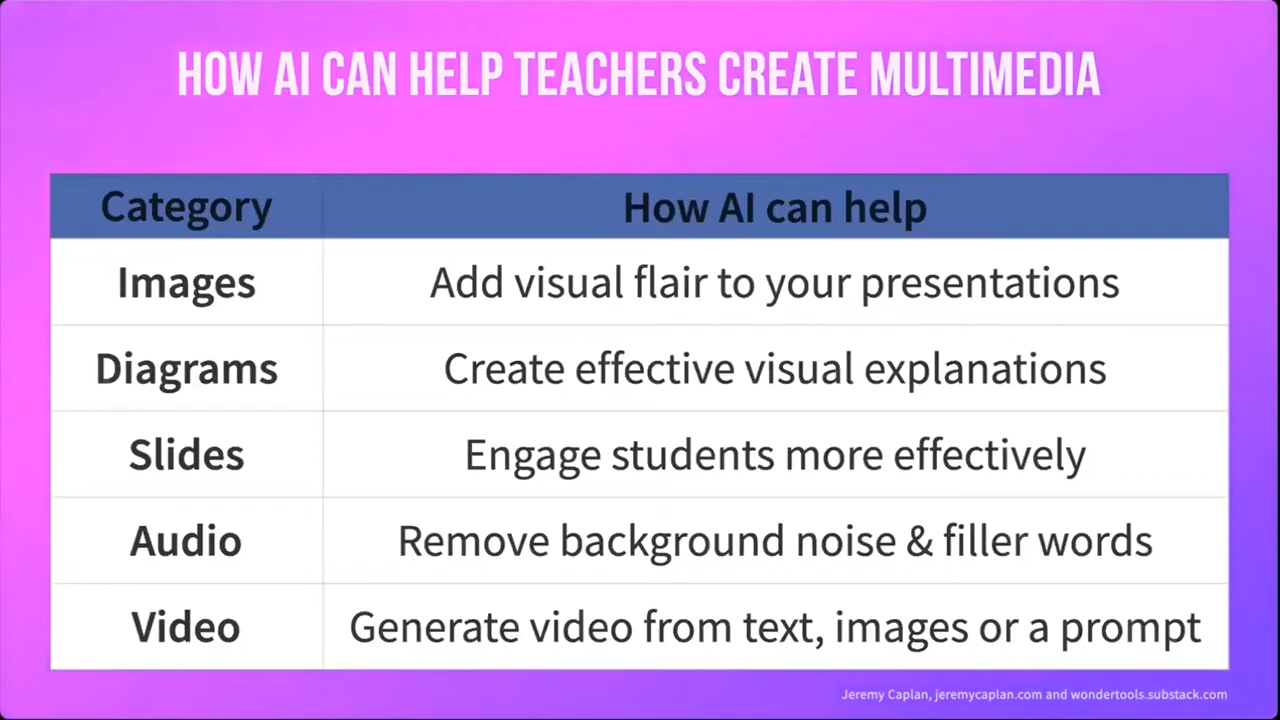 HOW AI CAN HELP TEACHERS CREATE MULTIMEDIA
Category How AI can help
Images Add visual flair to your presentations
Diagrams Create effective visual explanations
Slides Engage students more effectively
Audio Remove background noise & filler words
Video Generate video from text, images or a prompt
Jeremy Caplan, jeremycaplan.com and wondertools.substack.com